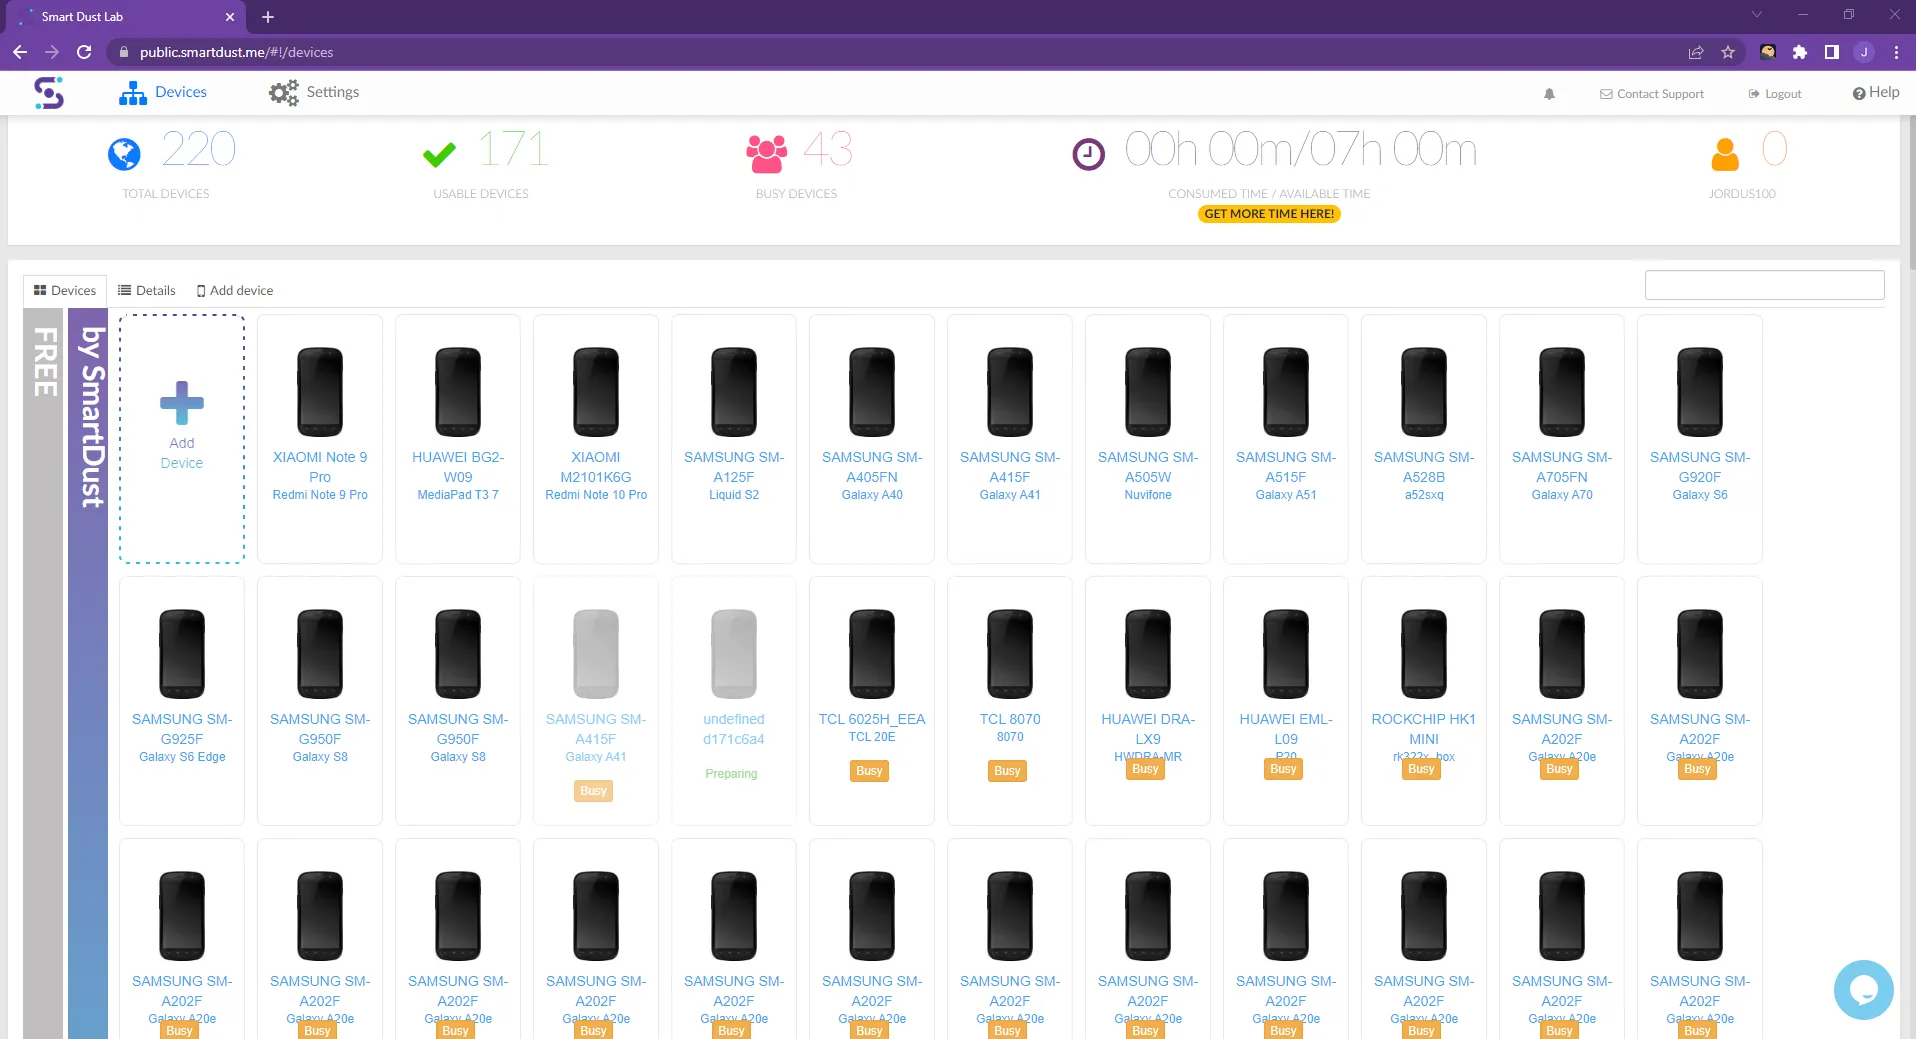 Smart Dust Lab
public.smartdust.me/#!/devices
J
Devices
Settings
Contact Support
Logout
Help
220
TOTAL DEVICES
171
USABLE DEVICES
43
BUSY DEVICES
00h 00m/07h 00m
CONSUMED TIME / AVAILABLE TIME
GET MORE TIME HERE!
0
JORDUS100
Devices
Details
Add device
FREE
by SmartDust
Add
Device
XIAOMI Note 9
Pro
Redmi Note 9 Pro
HUAWEI BG2-
W09
MediaPad T3 7
XIAOMI
M2101K6G
Redmi Note 10 Pro
SAMSUNG SM-
A125F
Liquid S2
SAMSUNG SM-
A405FN
Galaxy A40
SAMSUNG SM-
A415F
Galaxy A41
SAMSUNG SM-
A505W
Nuvifone
SAMSUNG SM-
A515F
Galaxy A51
SAMSUNG SM-
A528B
a52sxq
SAMSUNG SM-
A705FN
Galaxy A70
SAMSUNG SM-
G920F
Galaxy S6
SAMSUNG SM-
G925F
Galaxy S6 Edge
SAMSUNG SM-
G950F
Galaxy S8
SAMSUNG SM-
G950F
Galaxy S8
SAMSUNG SM-
A415F
Galaxy A41
Busy
undefined
d171c6a4
Preparing
TCL 6025H_EEA
TCL 20E
Busy
TCL 8070
8070
Busy
HUAWEI DRA-
LX9
HWDRA-MR
Busy
HUAWEI EML-
L09
P20
Busy
ROCKCHIP HK1
MINI
rk322x_box
Busy
SAMSUNG SM-
A202F
Galaxy A20e
Busy
SAMSUNG SM-
A202F
Galaxy A20e
Busy
SAMSUNG SM-
A202F
Galaxy A20e
Busy
SAMSUNG SM-
A202F
Galaxy A20e
Busy
SAMSUNG SM-
A202F
Galaxy A20e
Busy
SAMSUNG SM-
A202F
Galaxy A20e
Busy
SAMSUNG SM-
A202F
Galaxy A20e
Busy
SAMSUNG SM-
A202F
Galaxy A20e
Busy
SAMSUNG SM-
A202F
Galaxy A20e
Busy
SAMSUNG SM-
A202F
Galaxy A20e
Busy
SAMSUNG SM-
A202F
Galaxy A20e
Busy
SAMSUNG SM-
A202F
Galaxy A20e
Busy
SAMSUNG SM-
A202F
Galaxy A20e
Busy
SAMSUNG SM-
A202F
Galaxy A20e
Busy